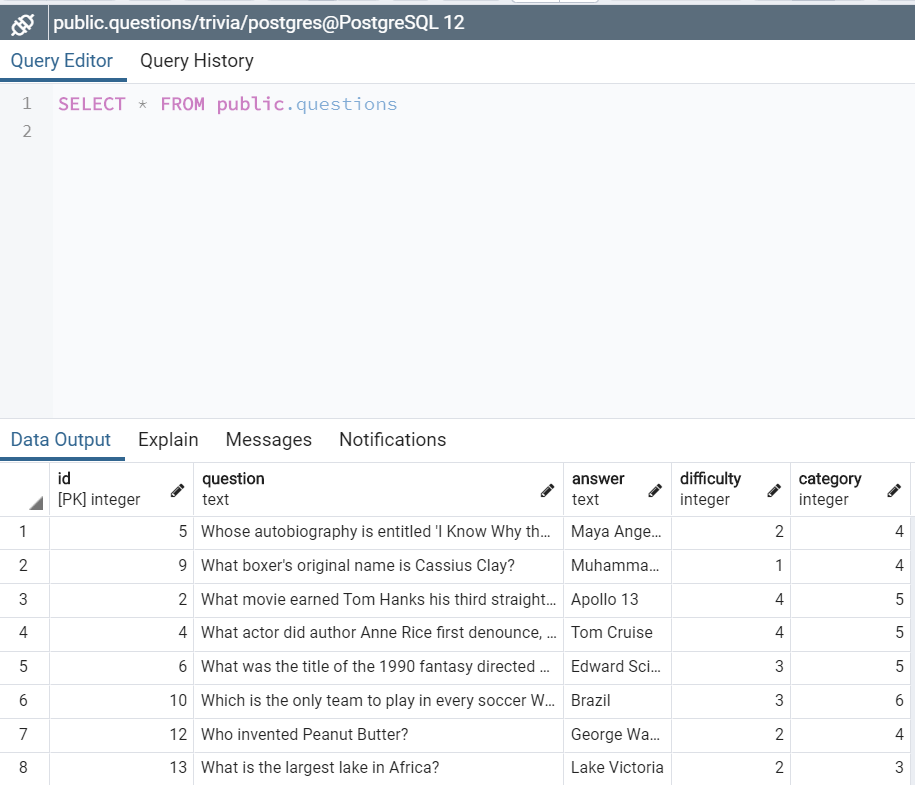 public.questions/trivia/postgres@PostgreSQL 12
Query Editor Query History
1 SELECT * FROM public.questions
2
Data Output Explain Messages Notifications
id question answer difficulty category
[PK] integer text text integer integer
1 5 Whose autobiography is entitled 'I Know Why th... Maya Ange... 2 4
2 9 What boxer's original name is Cassius Clay? Muhamma... 1 4
3 2 What movie earned Tom Hanks his third straight... Apollo 13 4 5
4 4 What actor did author Anne Rice first denounce, ... Tom Cruise 4 5
5 6 What was the title of the 1990 fantasy directed ... Edward Sci... 3 5
6 10 Which is the only team to play in every soccer W... Brazil 3 6
7 12 Who invented Peanut Butter? George Wa... 2 4
8 13 What is the largest lake in Africa? Lake Victoria 2 3